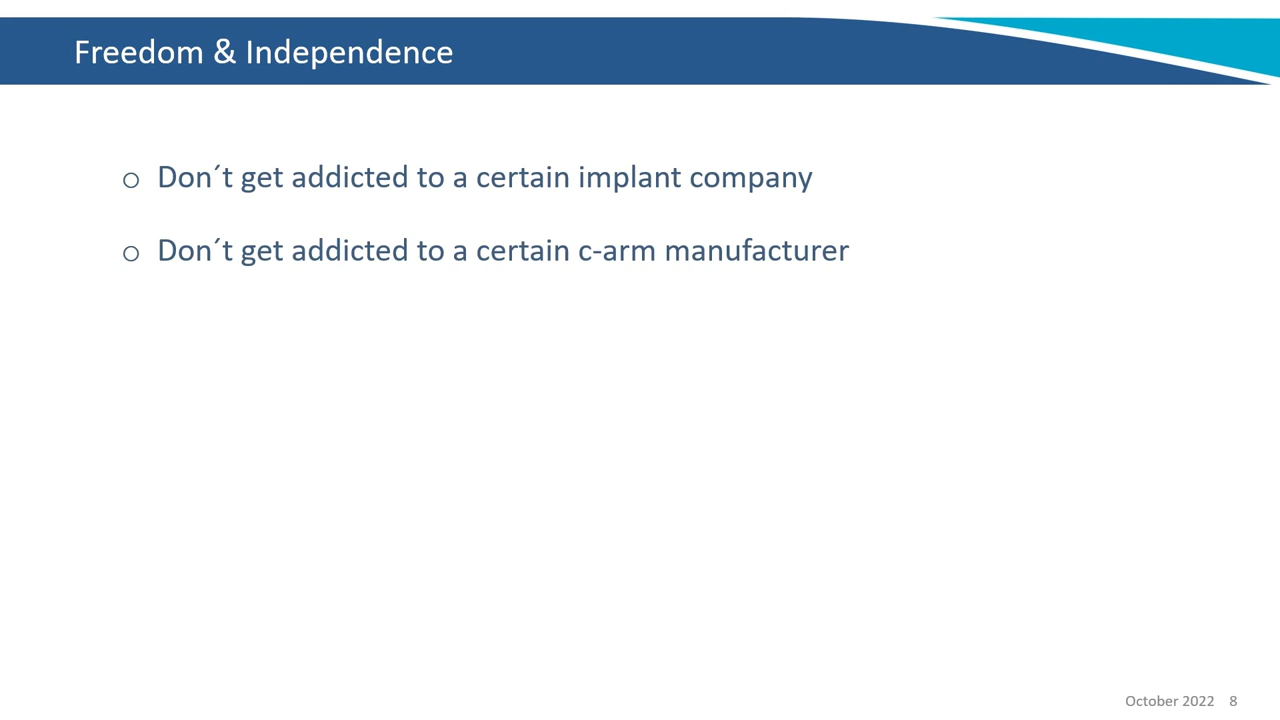 Freedom & Independence
o Don´t get addicted to a certain implant company
o Don´t get addicted to a certain c-arm manufacturer
October 2022 8